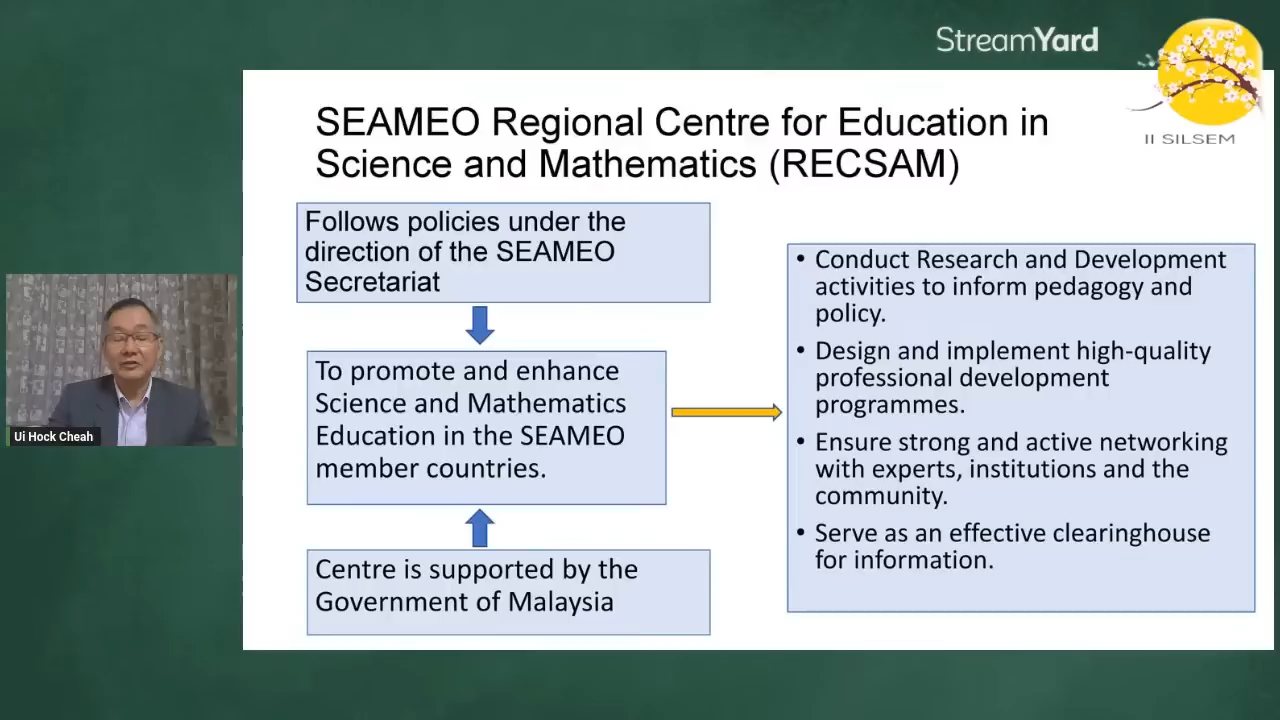 StreamYard
II SILSEM
SEAMEO Regional Centre for Education in
Science and Mathematics (RECSAM)
Follows policies under the
direction of the SEAMEO
Secretariat
To promote and enhance
Science and Mathematics
Education in the SEAMEO
member countries.
Centre is supported by the
Government of Malaysia
• Conduct Research and Development
activities to inform pedagogy and
policy.
• Design and implement high-quality
professional development
programmes.
• Ensure strong and active networking
with experts, institutions and the
community.
• Serve as an effective clearinghouse
for information.
Ui Hock Cheah